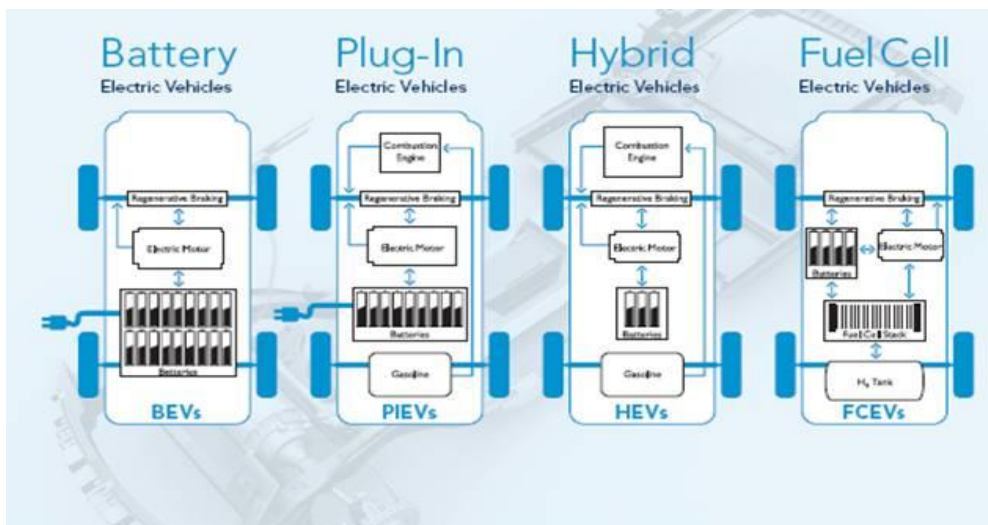 Battery
Electric Vehicles
Regenerative Braking
Electric Motor
Batteries
BEVs
Plug-In
Electric Vehicles
Combustion
Engine
Regenerative Braking
Electric Motor
Batteries
Gasoline
PIEVs
Hybrid
Electric Vehicles
Combustion
Engine
Regenerative Braking
Electric Motor
Batteries
Gasoline
HEVs
Fuel Cell
Electric Vehicles
Regenerative Braking
Batteries
Electric Motor
Fuel Cell Stack
H₂ Tank
FCEVs